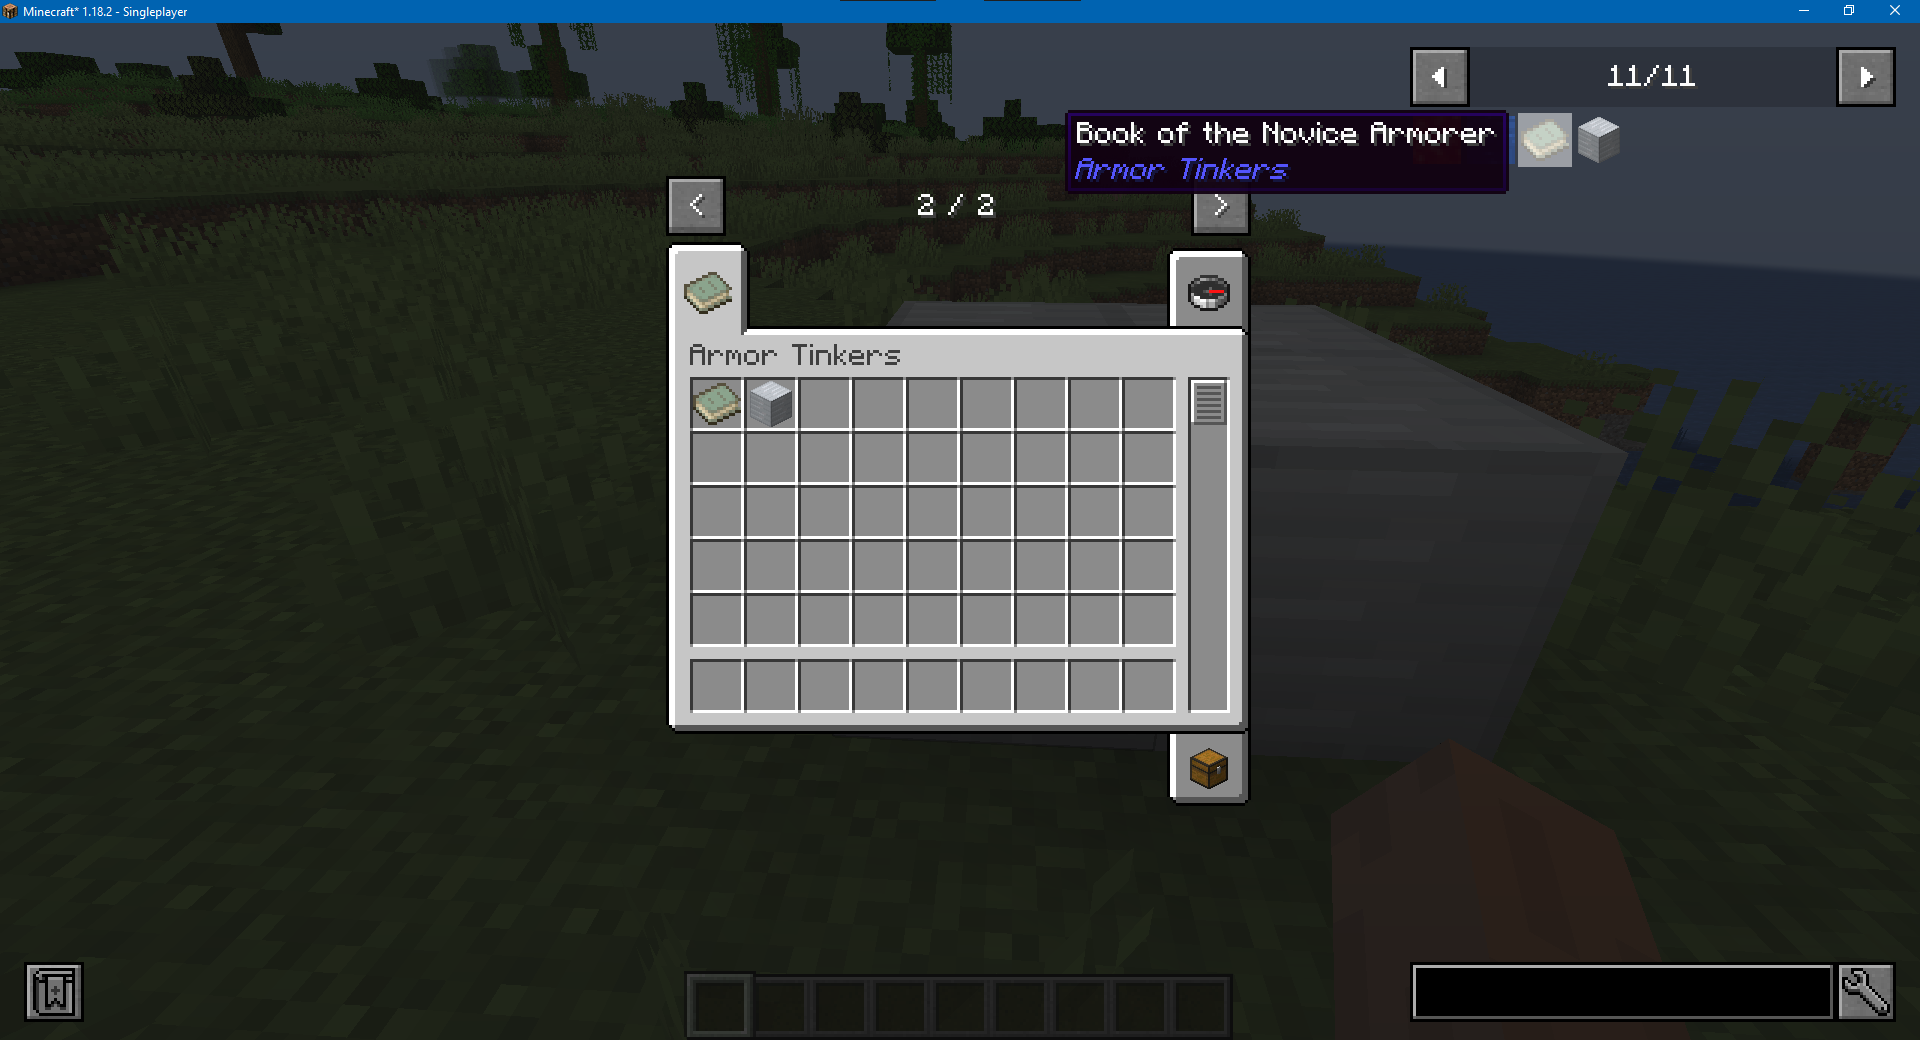 Minecraft* 1.18.2 - Singleplayer
11/11
Book of the Novice Armorer
Armor Tinkers
< 2 / 2 >
Armor Tinkers